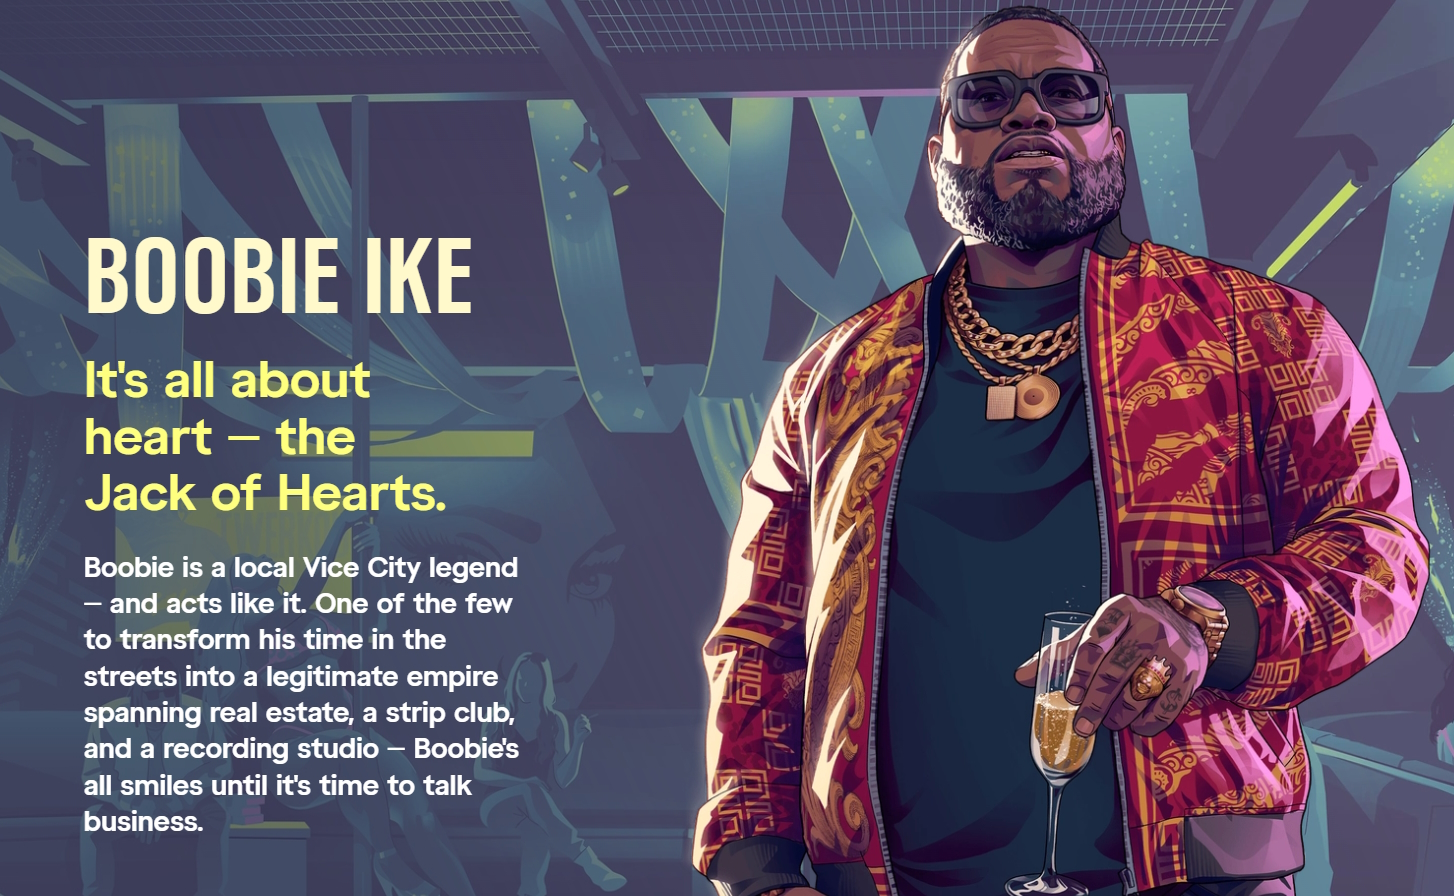 BOOBIE IKE
It's all about
heart – the
Jack of Hearts.
Boobie is a local Vice City legend
– and acts like it. One of the few
to transform his time in the
streets into a legitimate empire
spanning real estate, a strip club,
and a recording studio – Boobie's
all smiles until it's time to talk
business.